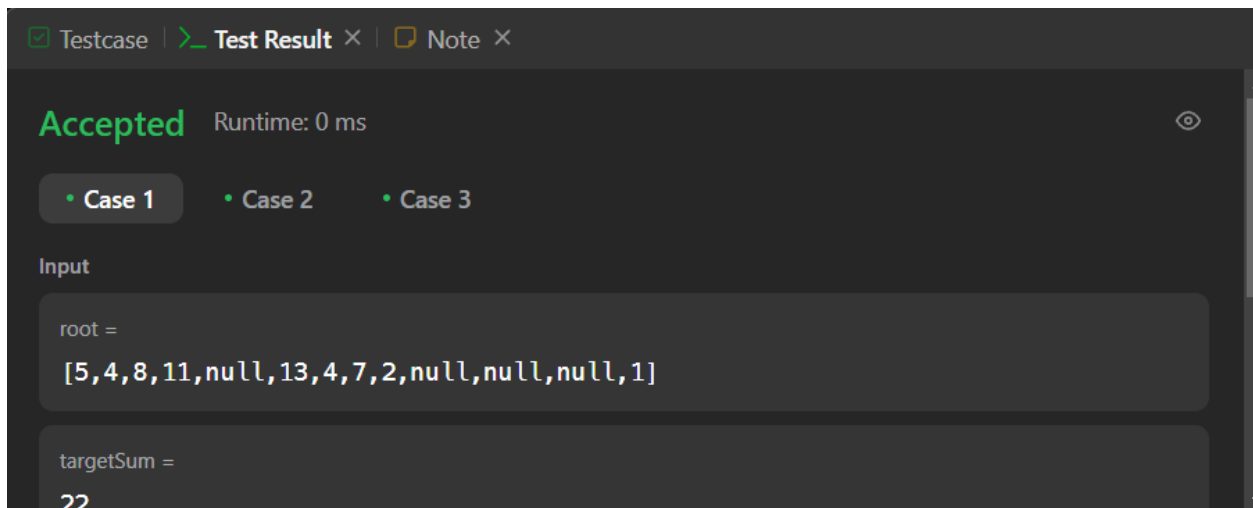 Testcase Test Result Note
Accepted Runtime: 0 ms
Case 1 Case 2 Case 3
Input
root =
[5,4,8,11,null,13,4,7,2,null,null,null,1]
targetSum =
22